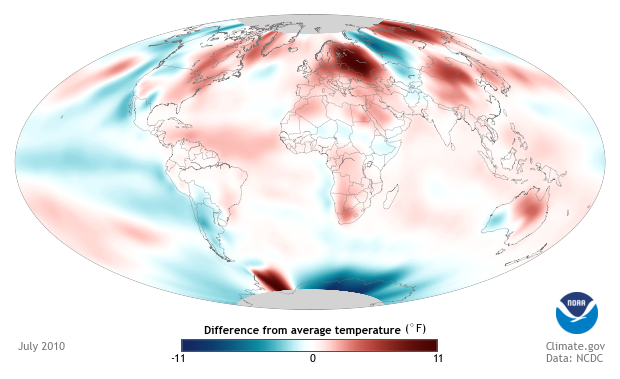 NOAA
Difference from average temperature (°F)
July 2010
-11 0 11
Climate.gov
Data: NCDC